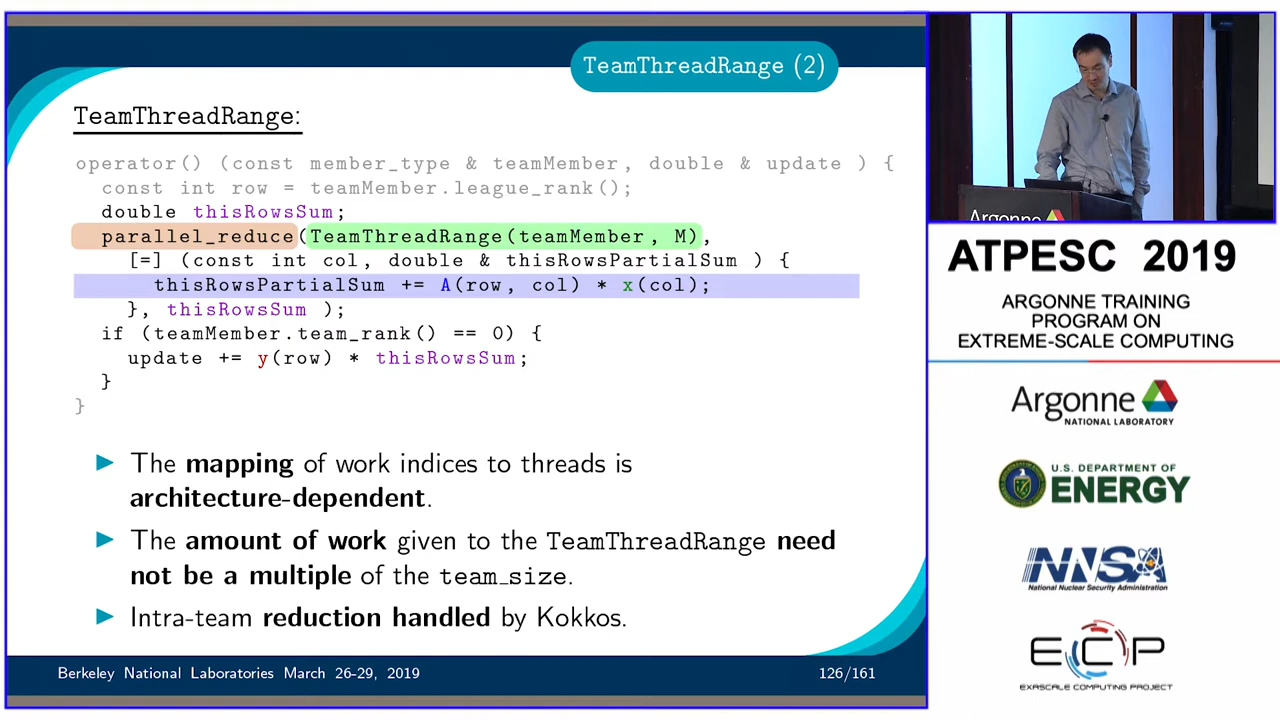 TeamThreadRange (2)
TeamThreadRange:
operator() (const member_type & teamMember, double & update ) {
const int row = teamMember.league_rank();
double thisRowsSum;
parallel_reduce(TeamThreadRange(teamMember, M),
[=] (const int col, double & thisRowsPartialSum ) {
thisRowsPartialSum += A(row, col) * x(col);
}, thisRowsSum );
if (teamMember.team_rank() == 0) {
update += y(row) * thisRowsSum;
}
}
▶ The mapping of work indices to threads is
architecture-dependent.
▶ The amount of work given to the TeamThreadRange need
not be a multiple of the team_size.
▶ Intra-team reduction handled by Kokkos.
Berkeley National Laboratories March 26-29, 2019
126/161
Argonne
ATPESC 2019
ARGONNE TRAINING
PROGRAM ON
EXTREME-SCALE COMPUTING
Argonne
NATIONAL LABORATORY
U.S. DEPARTMENT OF
ENERGY
NNSA
National Nuclear Security Administration
ECP
EXASCALE COMPUTING PROJECT